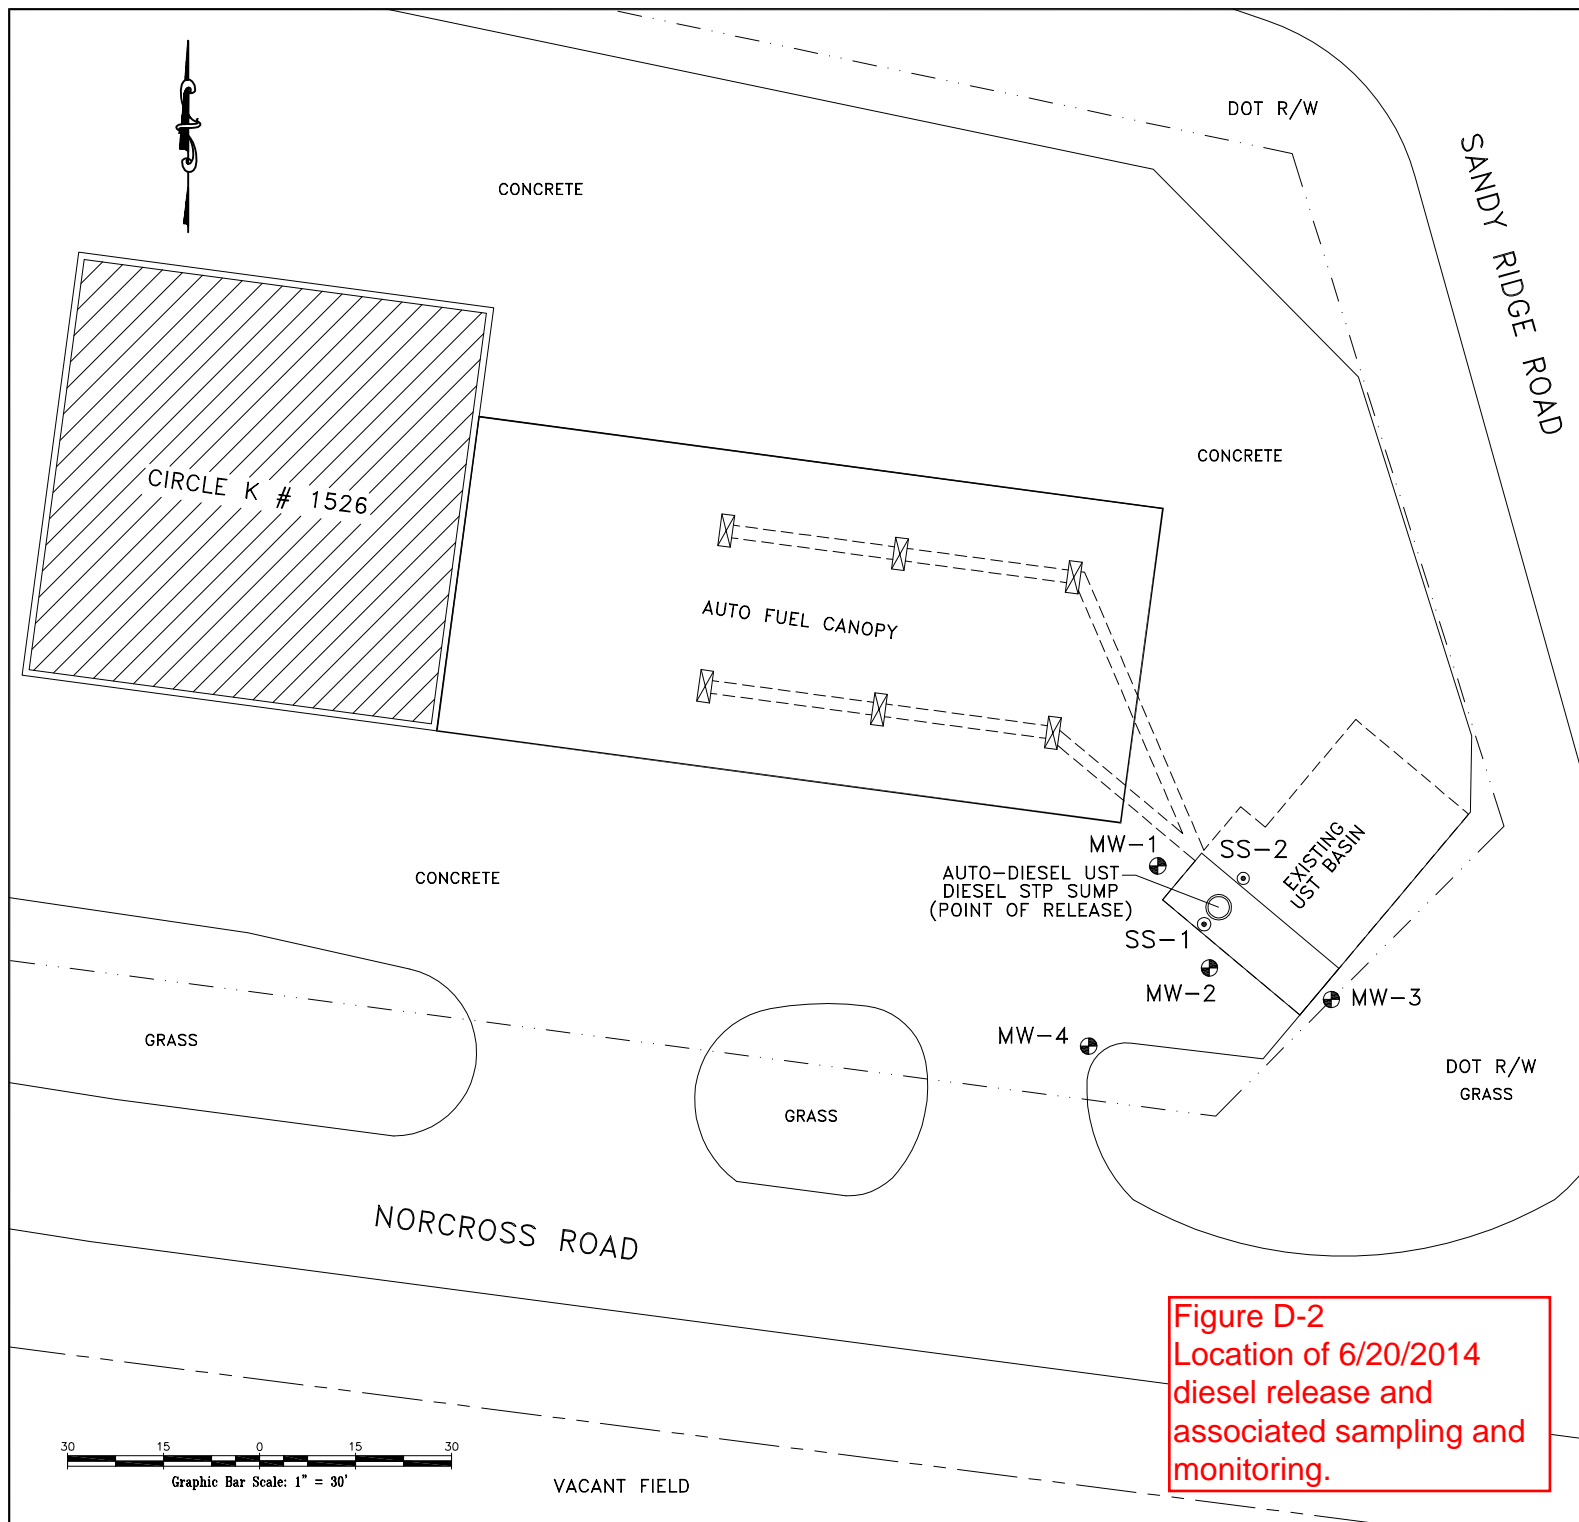 DOT R/W
SANDY RIDGE ROAD
CONCRETE
CONCRETE
CIRCLE K # 1526
AUTO FUEL CANOPY
MW-1
SS-2
EXISTING
UST BASIN
AUTO-DIESEL UST
DIESEL STP SUMP
(POINT OF RELEASE)
CONCRETE
SS-1
MW-2
MW-3
MW-4
GRASS
DOT R/W
GRASS
GRASS
NORCROSS ROAD
Figure D-2
Location of 6/20/2014
diesel release and
associated sampling and
monitoring.
30 15 0 15 30
Graphic Bar Scale: 1" = 30'
VACANT FIELD